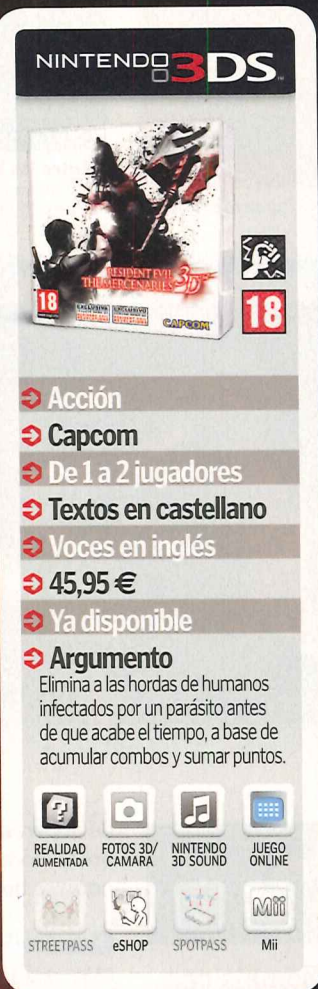 NINTENDO 3DS™
RESIDENT EVIL
THE MERCENARIES 3D
18
CAPCOM
18
Acción
Capcom
De 1 a 2 jugadores
Textos en castellano
Voces en inglés
45,95 €
Ya disponible
Argumento
Elimina a las hordas de humanos
infectados por un parásito antes
de que acabe el tiempo, a base de
acumular combos y sumar puntos.
REALIDAD AUMENTADA
FOTOS 3D/ CAMARA
NINTENDO 3D SOUND
JUEGO ONLINE
STREETPASS
eSHOP
SPOTPASS
Mii
Mii